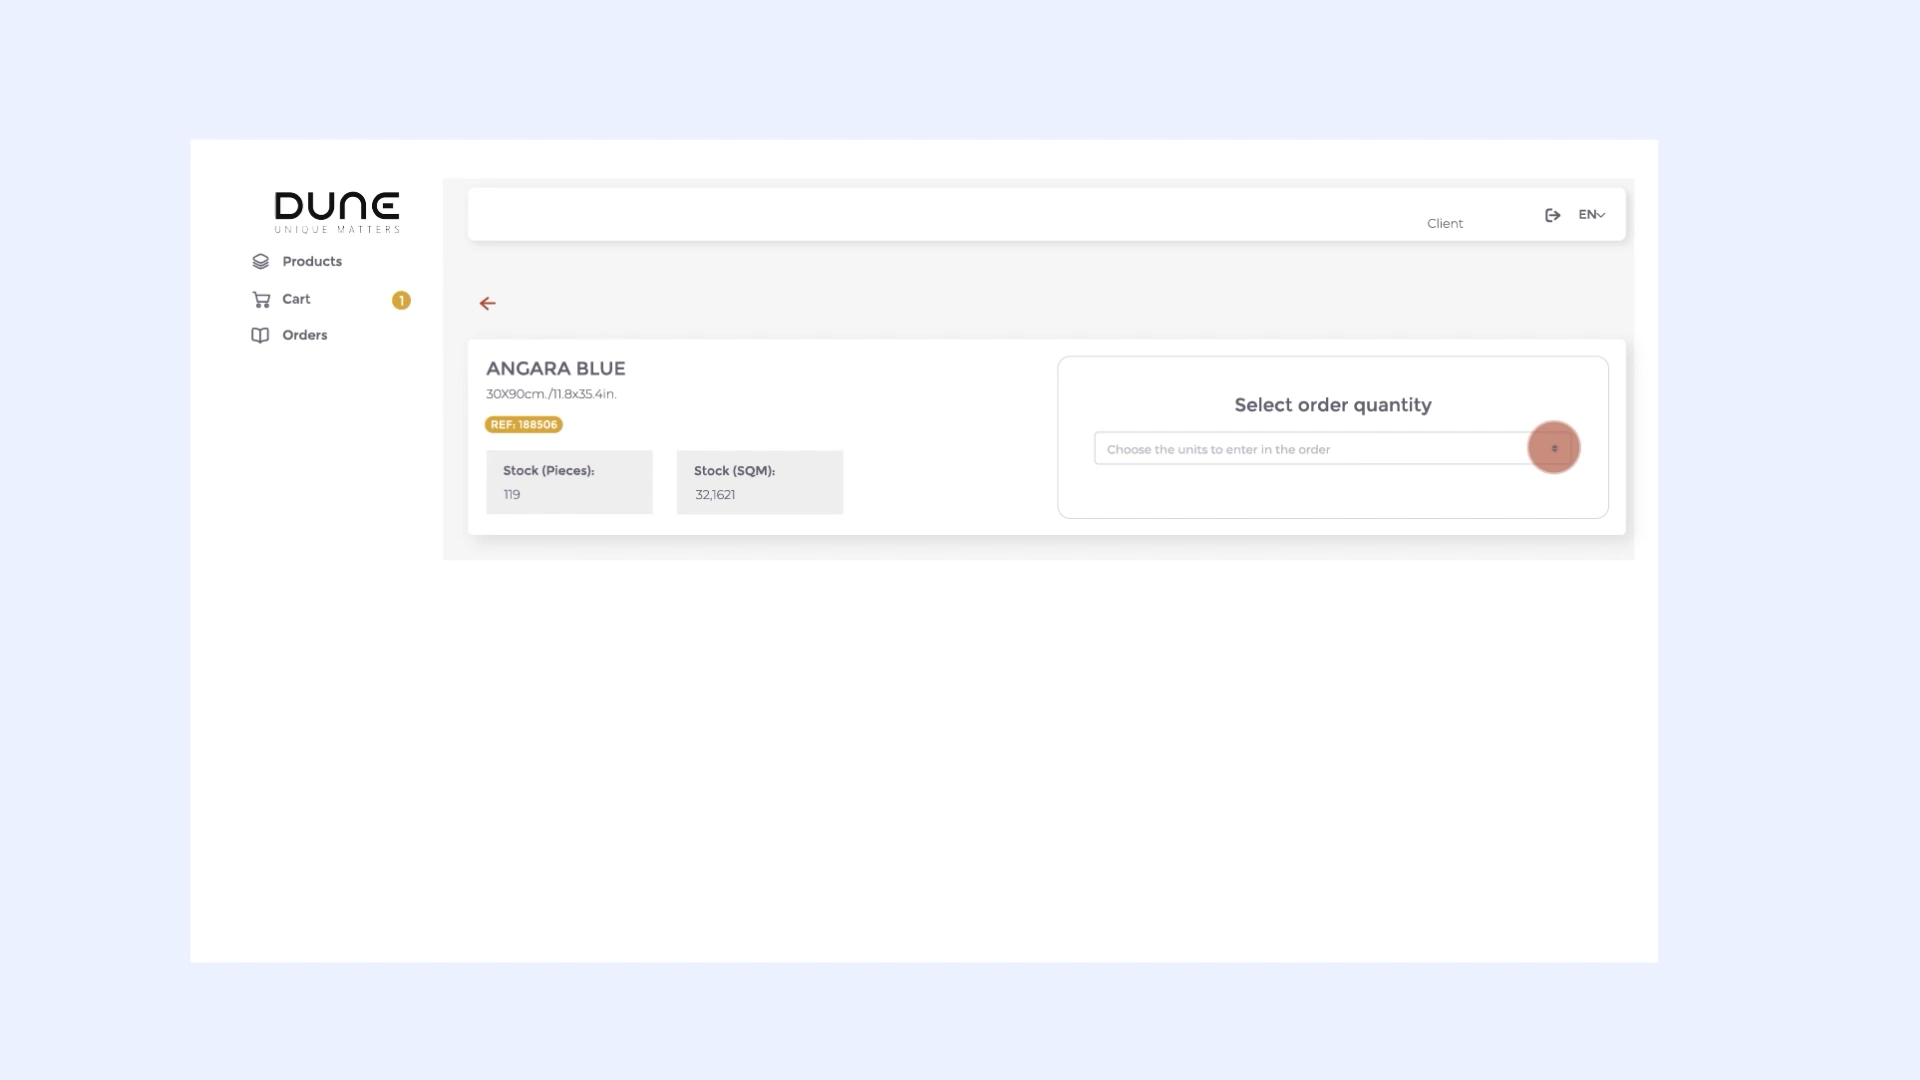 DUNE
UNIQUE MATTERS
Products
Cart
1
Orders
Client
EN
ANGARA BLUE
30X90cm./11.8x35.4in.
REF: 188506
Stock (Pieces):
119
Stock (SQM):
32,1621
Select order quantity
Choose the units to enter in the order